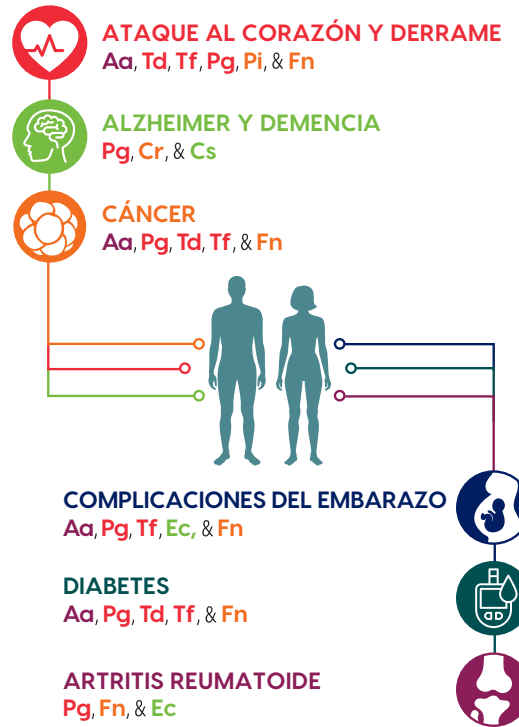 ATAQUE AL CORAZÓN Y DERRAME
Aa, Td, Tf, Pg, Pi, & Fn
ALZHEIMER Y DEMENCIA
Pg, Cr, & Cs
CÁNCER
Aa, Pg, Td, Tf, & Fn
COMPLICACIONES DEL EMBARAZO
Aa, Pg, Tf, Ec, & Fn
DIABETES
Aa, Pg, Td, Tf, & Fn
ARTRITIS REUMATOIDE
Pg, Fn, & Ec